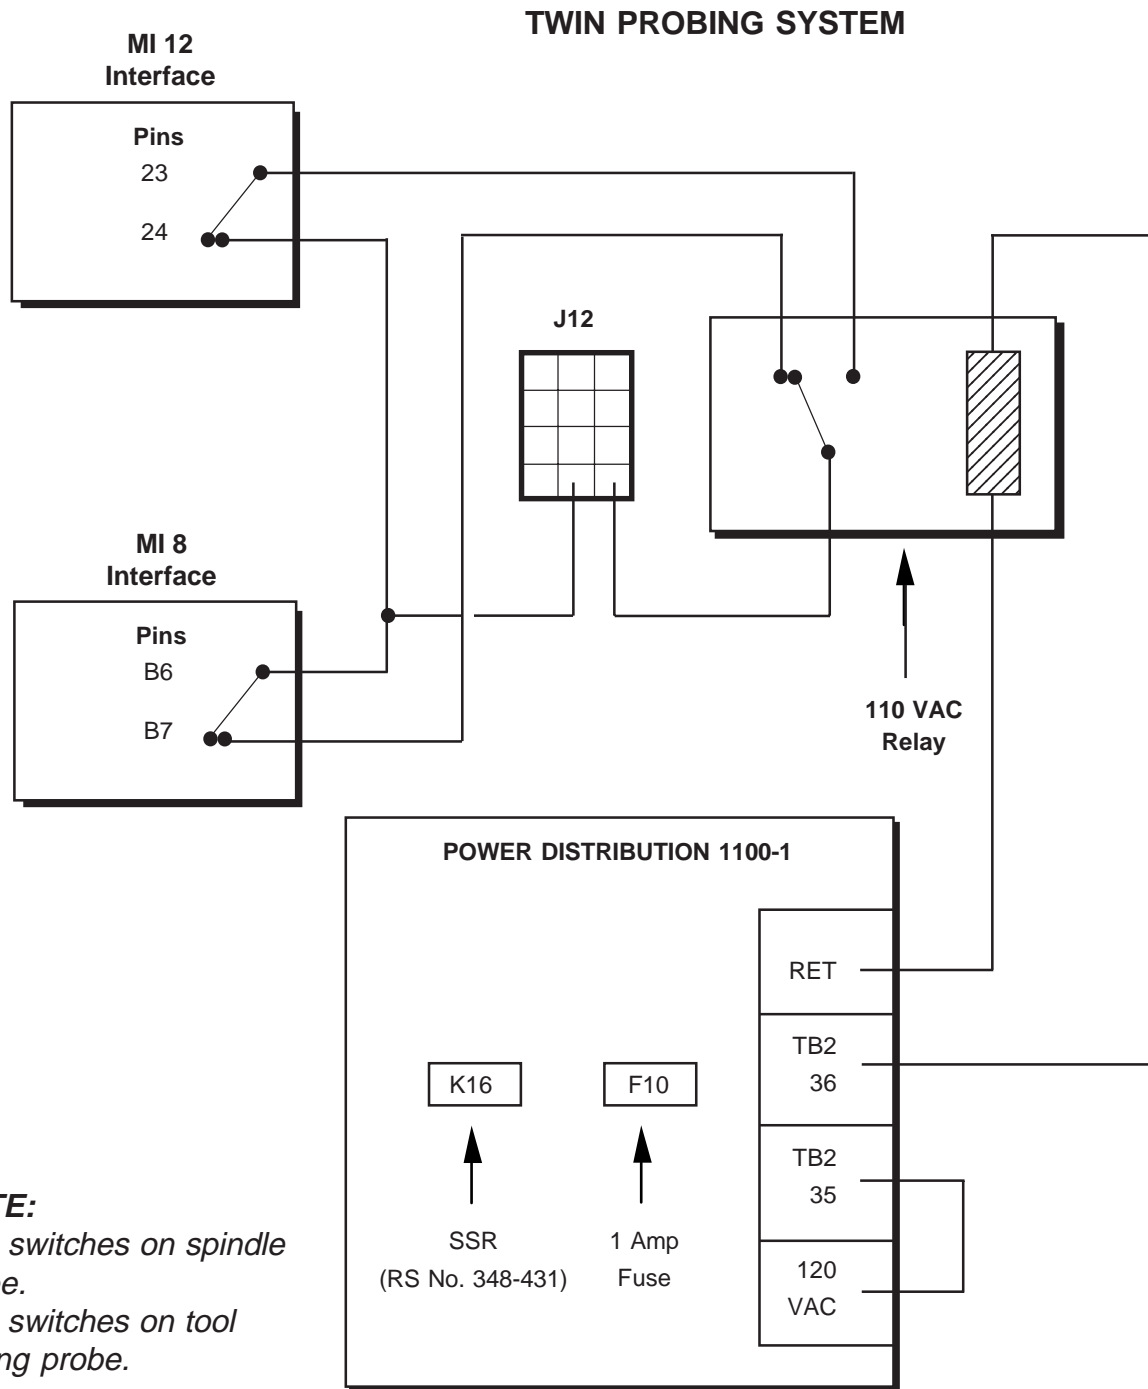 TWIN PROBING SYSTEM
MI 12
Interface
Pins
23
24
J12
MI 8
Interface
Pins
B6
B7
110 VAC
Relay
POWER DISTRIBUTION 1100-1
RET
TB2
36
K16
F10
TB2
35
SSR
(RS No. 348-431)
1 Amp
Fuse
120
VAC
TE:
switches on spindle
e.
switches on tool
ng probe.